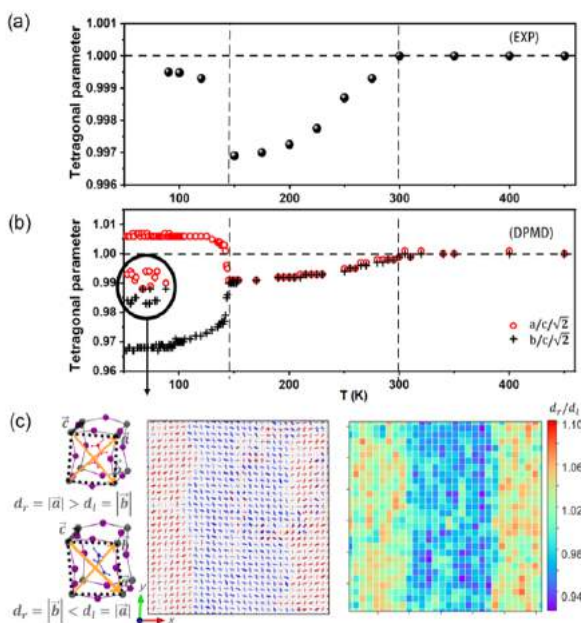 (a)
(EXP)
Tetragonal parameter
1.000
0.999
0.998
0.997
0.996
100
200
300
400
(b)
(DPMD)
Tetragonal parameter
1.01
1.00
0.99
0.98
0.97
0.96
a/c/√2
b/c/√2
100
200
300
400
T (K)
(c)
d_r/d_l
1.10
1.06
1.02
0.98
0.94
c⃗
a⃗
d_r = |a⃗| > d_l = |b⃗|
c⃗
d_r = |b⃗| < d_l = |a⃗|
y
x